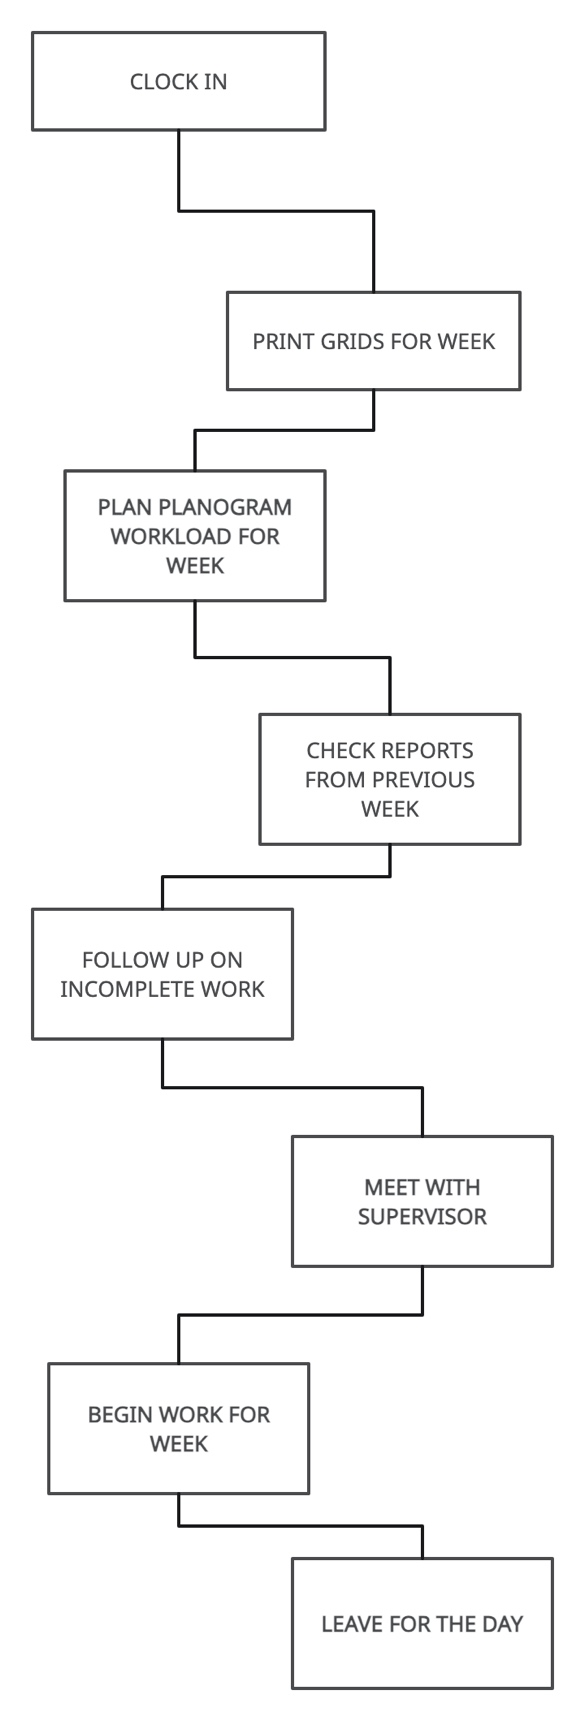 CLOCK IN
PRINT GRIDS FOR WEEK
PLAN PLANOGRAM
WORKLOAD FOR
WEEK
CHECK REPORTS
FROM PREVIOUS
WEEK
FOLLOW UP ON
INCOMPLETE WORK
MEET WITH
SUPERVISOR
BEGIN WORK FOR
WEEK
LEAVE FOR THE DAY